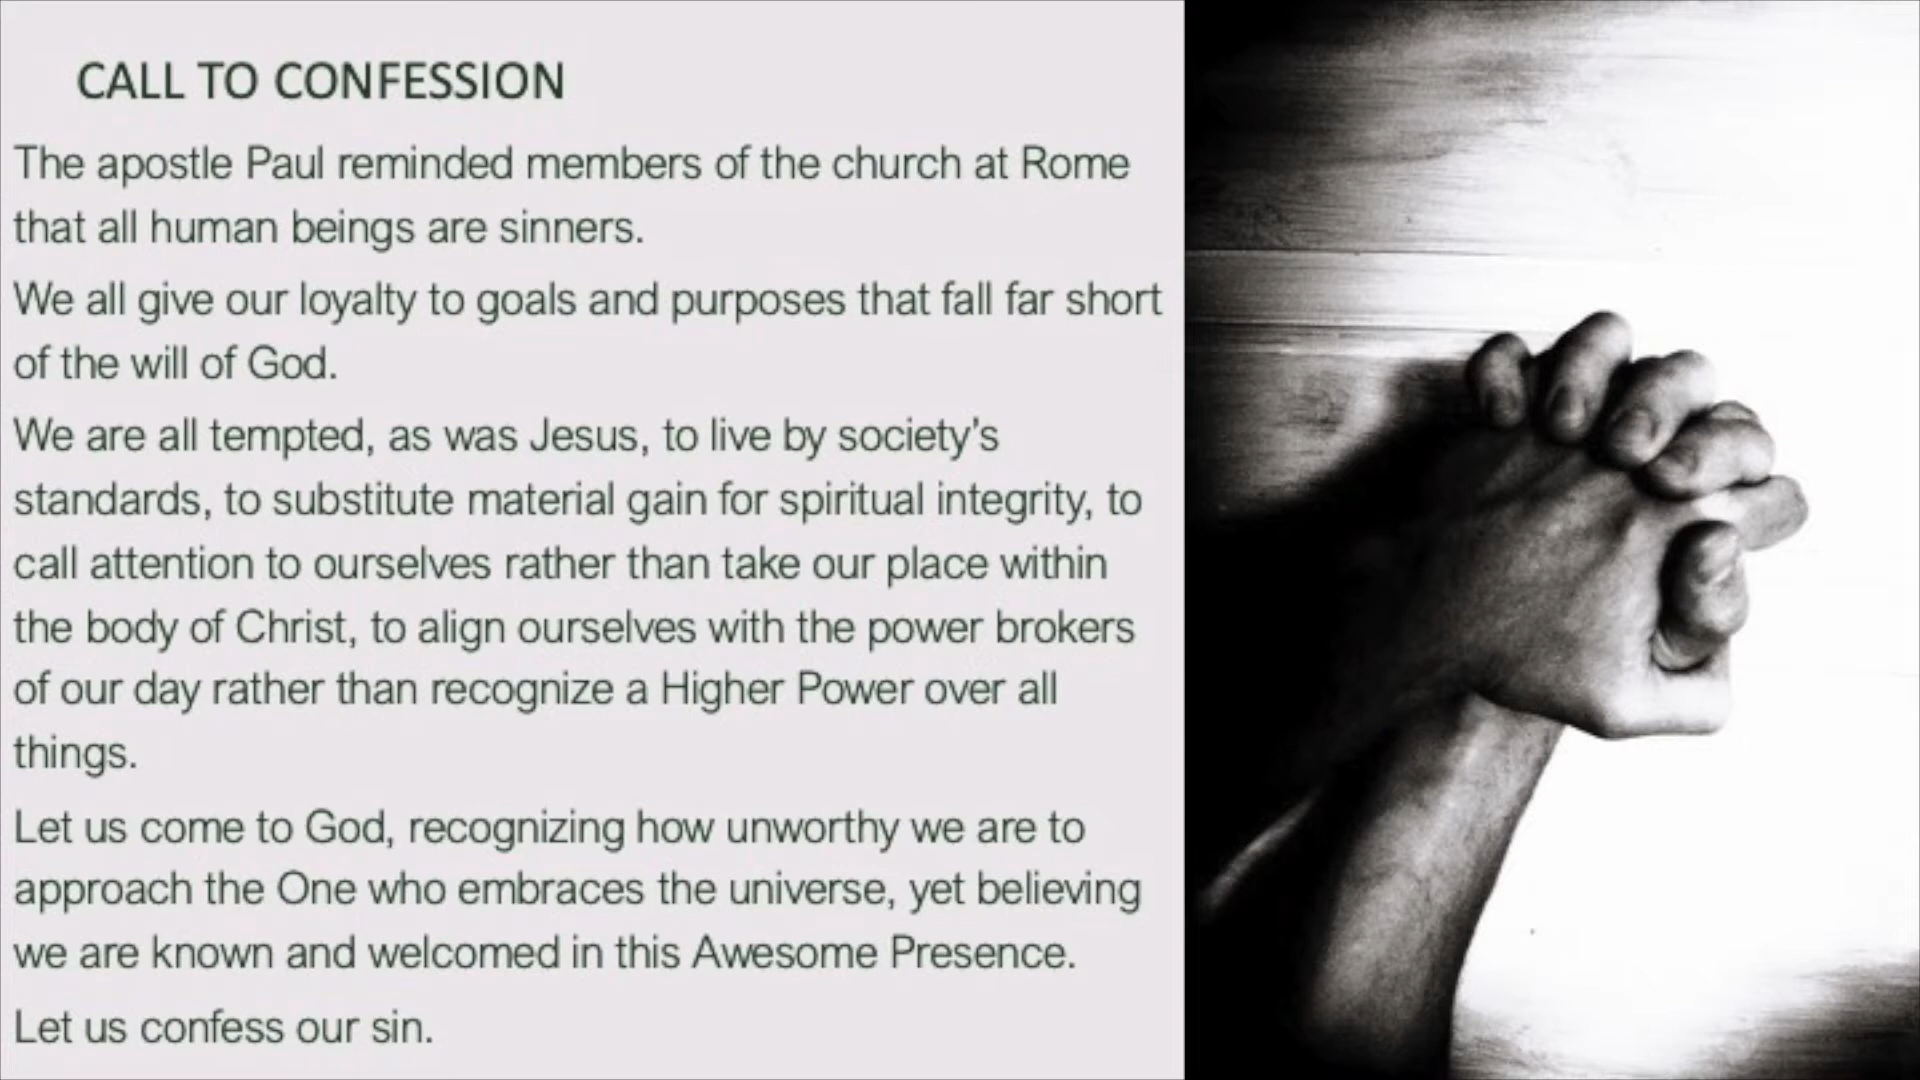 CALL TO CONFESSION
The apostle Paul reminded members of the church at Rome
that all human beings are sinners.
We all give our loyalty to goals and purposes that fall far short
of the will of God.
We are all tempted, as was Jesus, to live by society's
standards, to substitute material gain for spiritual integrity, to
call attention to ourselves rather than take our place within
the body of Christ, to align ourselves with the power brokers
of our day rather than recognize a Higher Power over all
things.
Let us come to God, recognizing how unworthy we are to
approach the One who embraces the universe, yet believing
we are known and welcomed in this Awesome Presence.
Let us confess our sin.